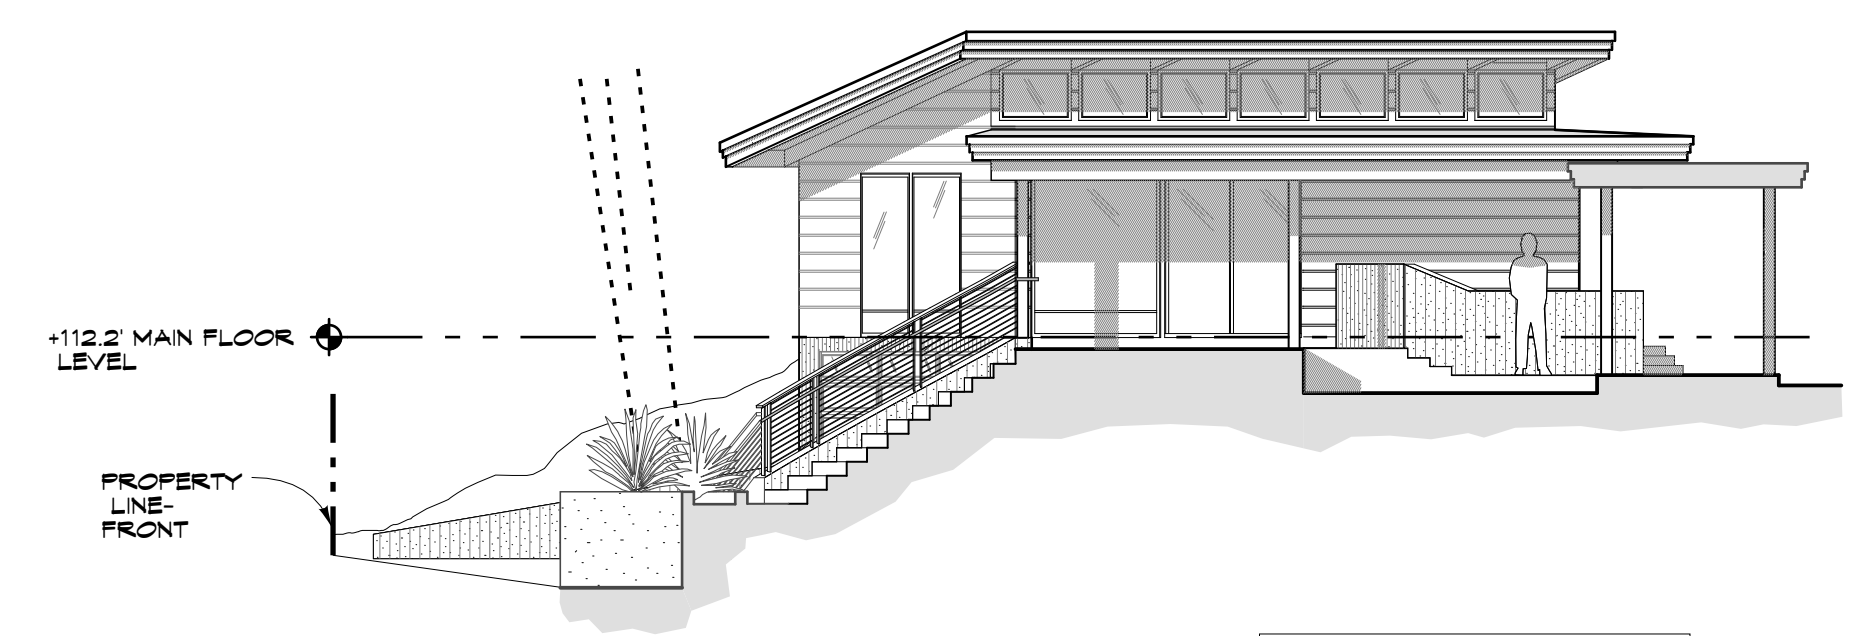 +112.2' MAIN FLOOR
LEVEL
PROPERTY
LINE-
FRONT